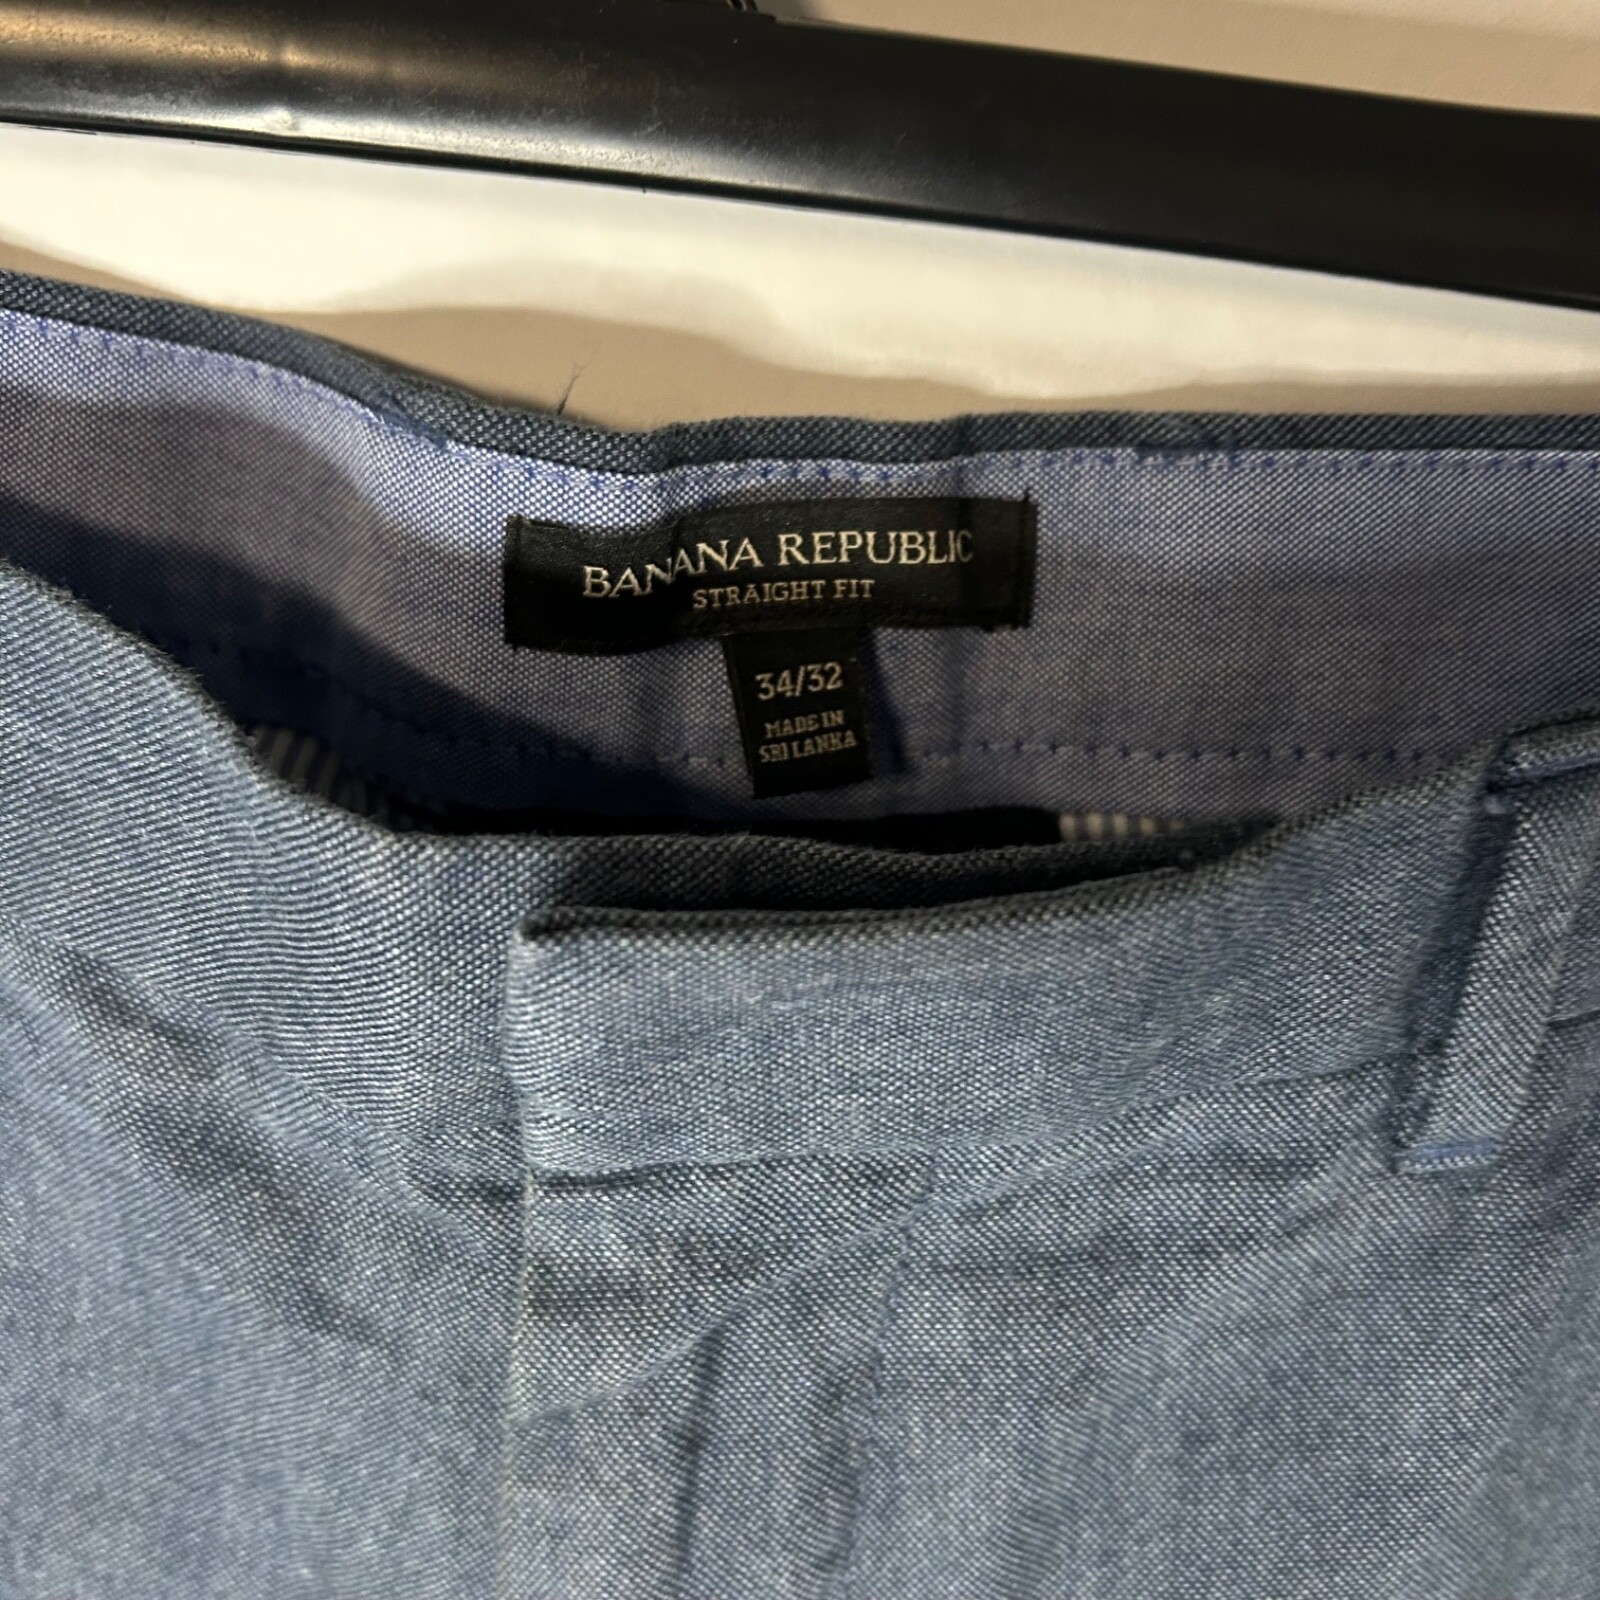 BANANA REPUBLIC
STRAIGHT FIT
34/32
MADE IN
SRI LANKA